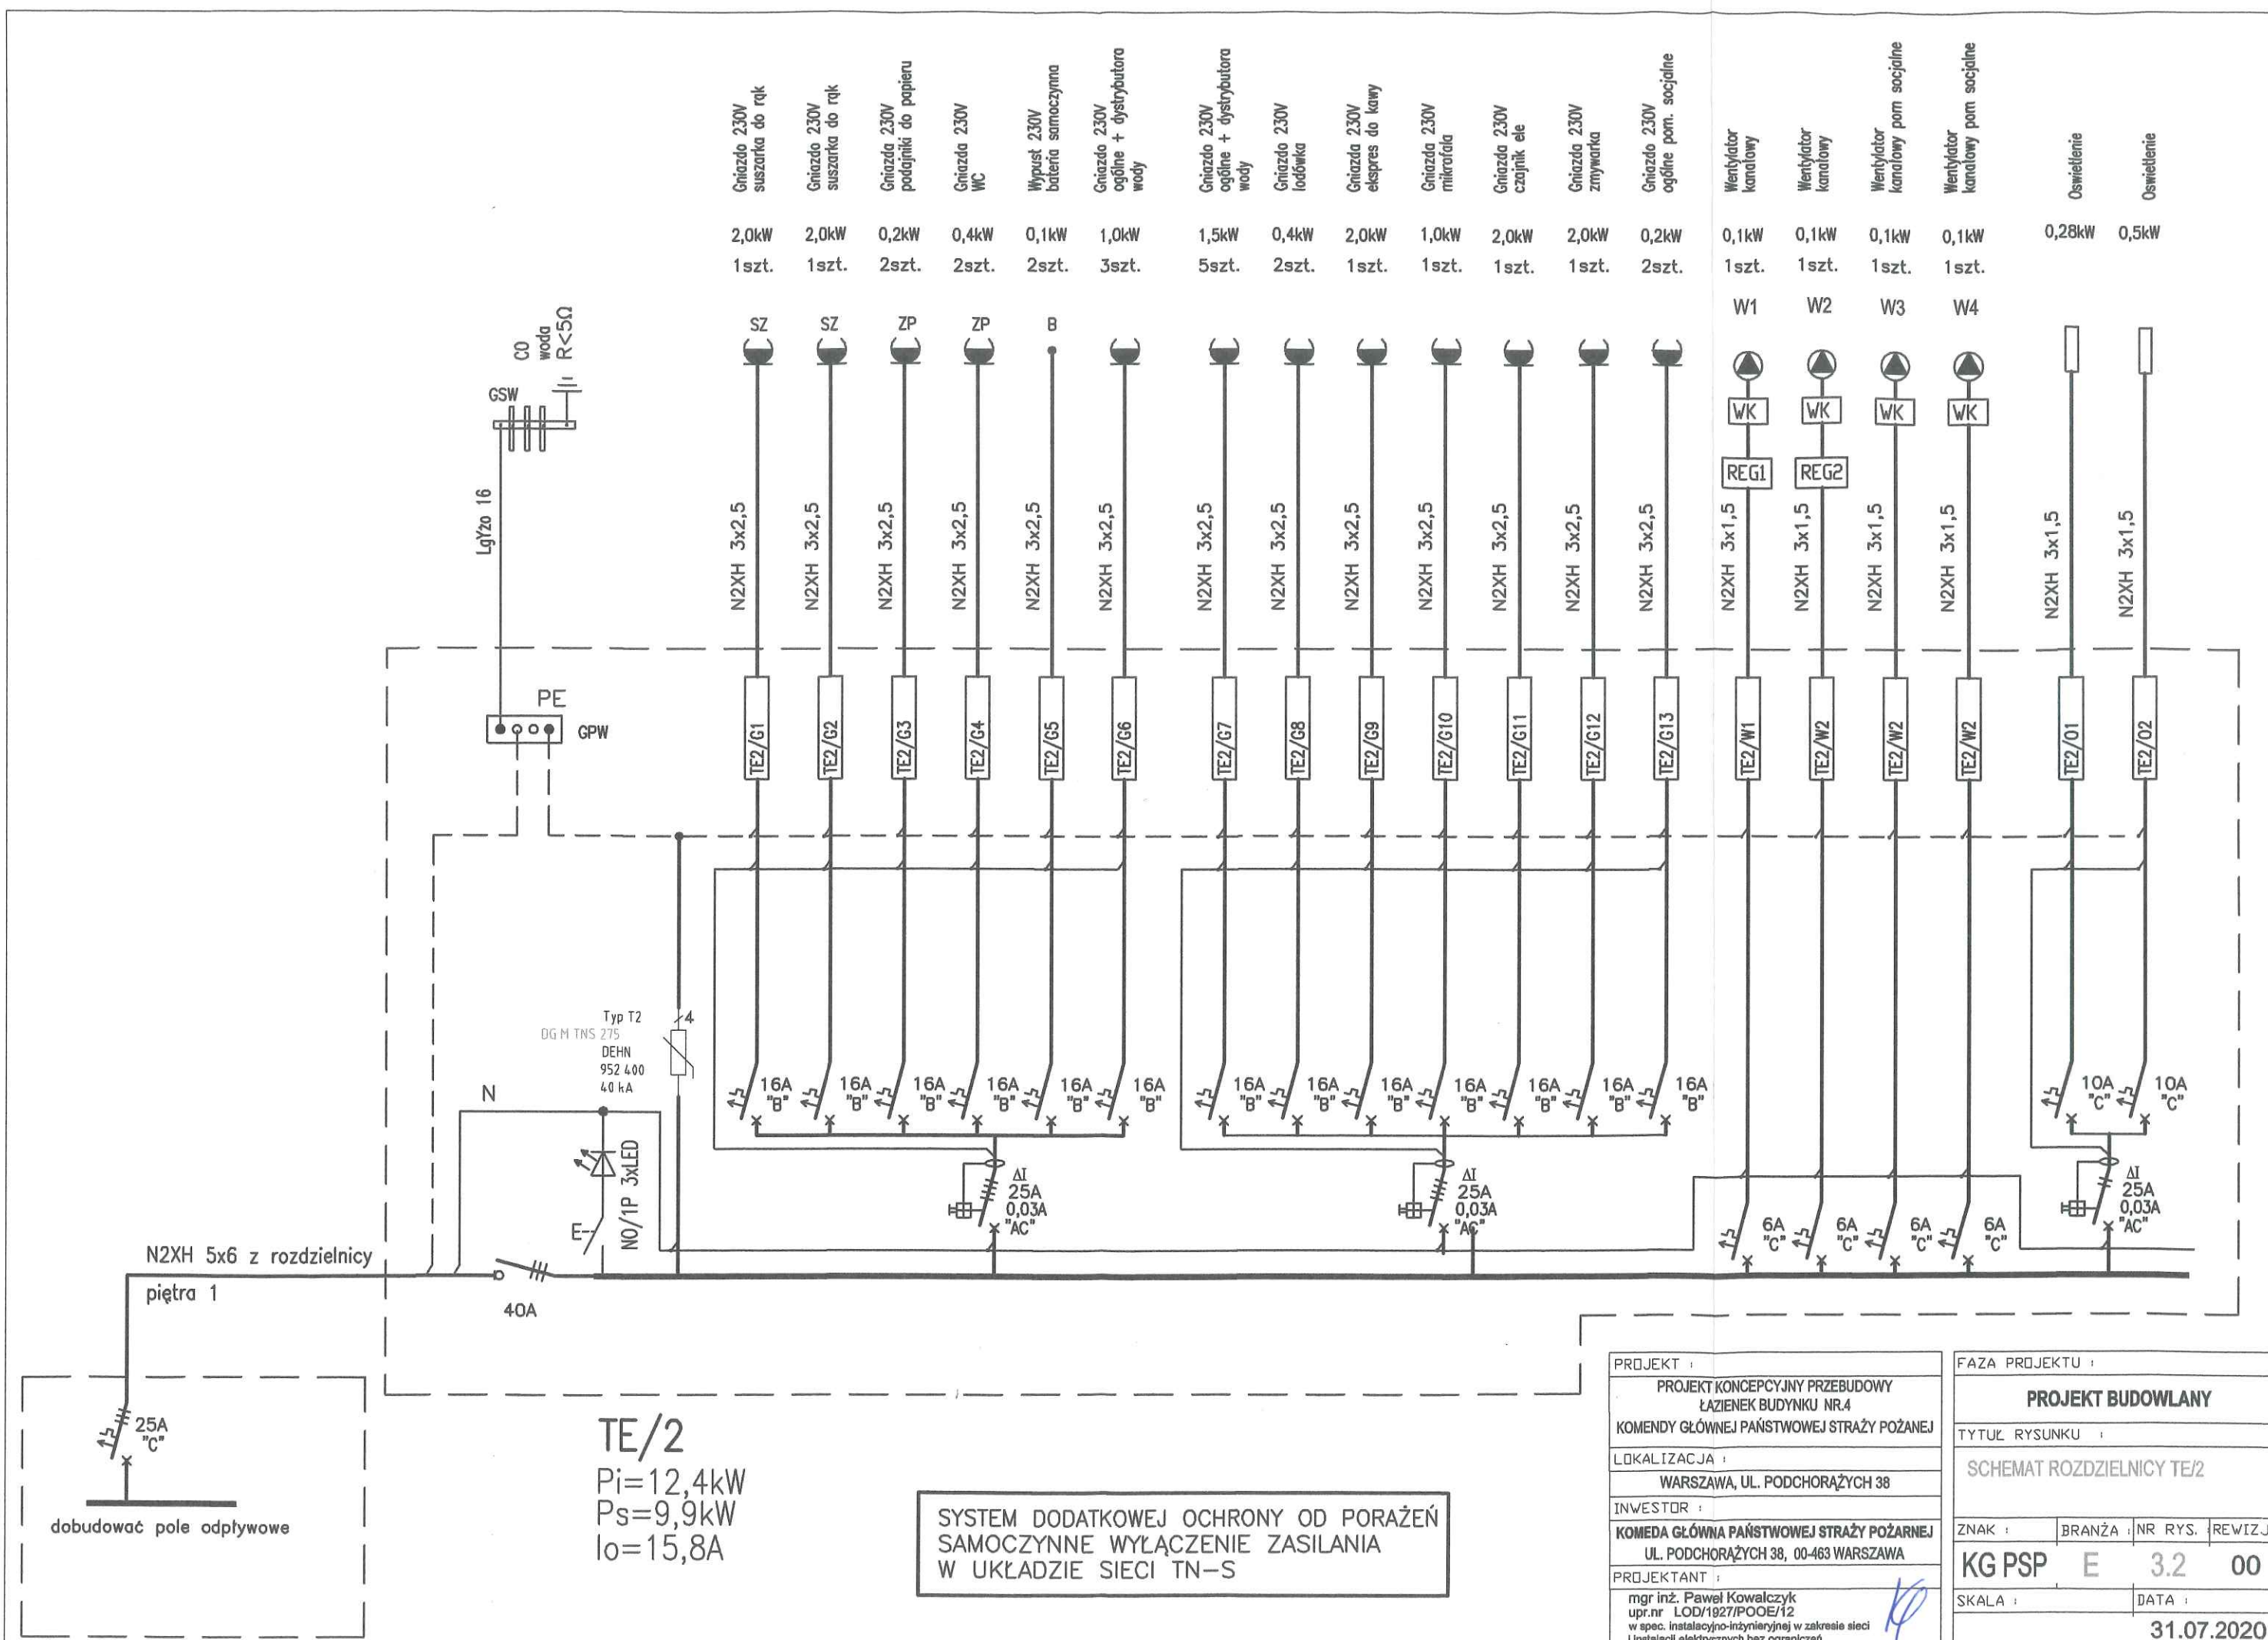 Gniazdo 230V
suszarka do rąk
Gniazdo 230V
suszarka do rąk
Gniazda 230V
podajniki do papieru
Gniazda 230V
WC
Wypust 230V
bateria samoczynna
Gniazdo 230V
ogólne + dystrybutora
wody
Gniazdo 230V
ogólne + dystrybutora
wody
Gniazdo 230V
lodówka
Gniazda 230V
ekspres do kawy
Gniazda 230V
mikrofala
Gniazda 230V
czajnik ele
Gniazda 230V
zmywarka
Gniazdo 230V
ogólne pom. socjalne
Wentylator
kanałowy
Wentylator
kanałowy
Wentylator
kanałowy pom socjalne
Wentylator
kanałowy pom socjalne
Oswietlenie
Oswietlenie
2,0kW 2,0kW 0,2kW 0,4kW 0,1kW 1,0kW 1,5kW 0,4kW 2,0kW 1,0kW 2,0kW 2,0kW 0,2kW 0,1kW 0,1kW 0,1kW 0,1kW 0,28kW 0,5kW
1szt. 1szt. 2szt. 2szt. 2szt. 3szt. 5szt. 2szt. 1szt. 1szt. 1szt. 1szt. 2szt. 1szt. 1szt. 1szt. 1szt.
W1 W2 W3 W4
SZ SZ ZP ZP B
CO
woda
R<5Ω
GSW
WK WK WK WK
REG1 REG2
LgYżo 16
N2XH 3x2,5
N2XH 3x2,5
N2XH 3x2,5
N2XH 3x2,5
N2XH 3x2,5
N2XH 3x2,5
N2XH 3x2,5
N2XH 3x2,5
N2XH 3x2,5
N2XH 3x2,5
N2XH 3x2,5
N2XH 3x2,5
N2XH 3x2,5
N2XH 3x1,5
N2XH 3x1,5
N2XH 3x1,5
N2XH 3x1,5
N2XH 3x1,5
N2XH 3x1,5
PE
GPW
TE2/G1
TE2/G2
TE2/G3
TE2/G4
TE2/G5
TE2/G6
TE2/G7
TE2/G8
TE2/G9
TE2/G10
TE2/G11
TE2/G12
TE2/G13
TE2/W1
TE2/W2
TE2/W2
TE2/W2
TE2/O1
TE2/O2
Typ T2
4
DG M TNS 275
DEHN
952 400
40 kA
N
16A 16A 16A 16A 16A 16A 16A 16A 16A 16A 16A 16A 16A 10A 10A
"B" "B" "B" "B" "B" "B" "B" "B" "B" "B" "B" "B" "B" "C" "C"
NO/1P 3xLED
E
ΔI
25A
0,03A
"AC"
ΔI
25A
0,03A
"AC"
ΔI
25A
0,03A
"AC"
6A 6A 6A 6A
"C" "C" "C" "C"
N2XH 5x6 z rozdzielnicy
piętra 1
40A
25A
"C"
dobudować pole odpływowe
TE/2
Pi=12,4kW
Ps=9,9kW
Io=15,8A
SYSTEM DODATKOWEJ OCHRONY OD PORAŻEŃ
SAMOCZYNNE WYŁĄCZENIE ZASILANIA
W UKŁADZIE SIECI TN-S
PROJEKT :
PROJEKT KONCEPCYJNY PRZEBUDOWY
ŁAZIENEK BUDYNKU NR.4
KOMENDY GŁÓWNEJ PAŃSTWOWEJ STRAŻY POŻANEJ
LOKALIZACJA :
WARSZAWA, UL. PODCHORĄŻYCH 38
INWESTOR :
KOMEDA GŁÓWNA PAŃSTWOWEJ STRAŻY POŻARNEJ
UL. PODCHORĄŻYCH 38, 00-463 WARSZAWA
PROJEKTANT :
mgr inż. Paweł Kowalczyk
upr.nr LOD/1927/POOE/12
w spec. instalacyjno-inżynieryjnej w zakresie sieci
i instalacji elektrycznych bez ograniczeń
FAZA PROJEKTU :
PROJEKT BUDOWLANY
TYTUŁ RYSUNKU :
SCHEMAT ROZDZIELNICY TE/2
ZNAK : BRANŻA : NR RYS. : REWIZJ
KG PSP E 3.2 00
SKALA : DATA :
31.07.2020